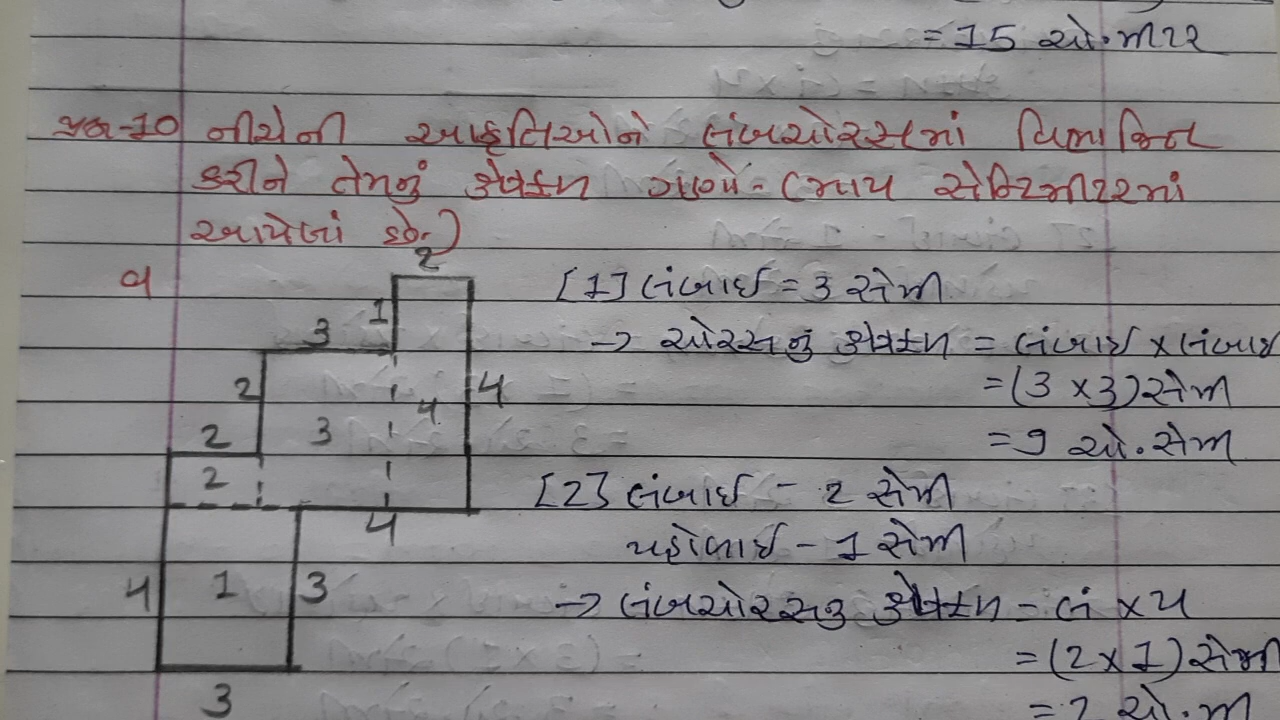 = 15 ચો.મીટર
પ્રશ્ન-10 નીચેની આકૃતિઓને લંબચોરસમાં વિભાજિત
કરીને તેમનું ક્ષેત્રફળ ગણો- (માપ સેન્ટિમીટરમાં
આપેલાં છે.)
a
2
1
3
2
4
4
3
2
2
4
4
1
3
3
[1] લંબાઈ = 3 સેમી
→ ચોરસનું ક્ષેત્રફળ = લંબાઈ × લંબાઈ
= (3 × 3) સેમી
= 9 ચો.સેમી
[2] લંબાઈ - 2 સેમી
પહોળાઈ - 1 સેમી
→ લંબચોરસનુ ક્ષેત્રફળ = લં × પ
= (2 × 1) સેમી
= 2 ચો.